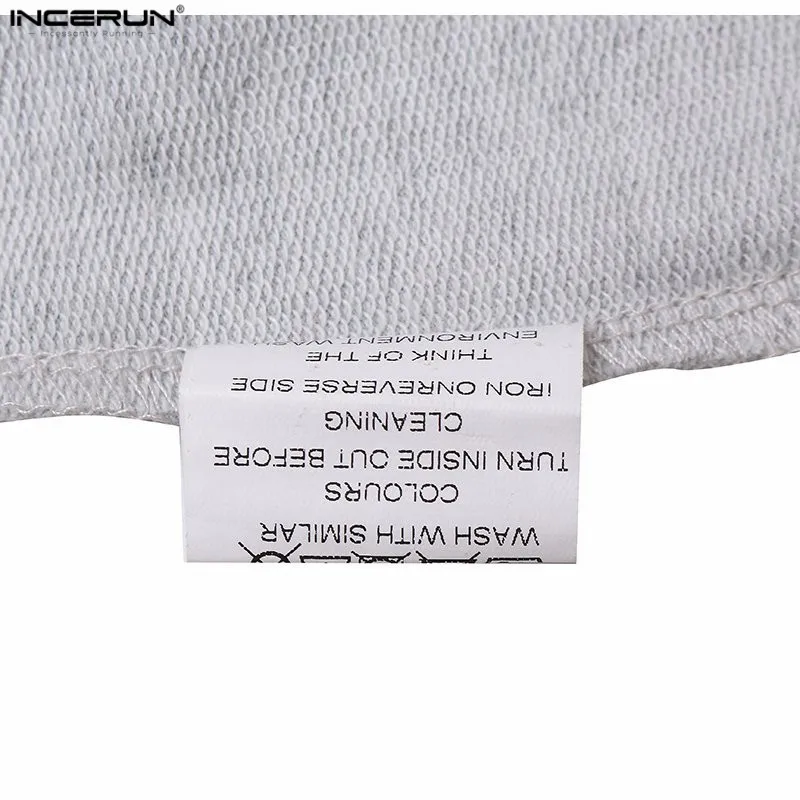 INCERUN®
Incessantly Running
WASH WITH SIMILAR
COLOURS
TURN INSIDE OUT BEFORE
CLEANING
iRON ONREVERSE SIDE
THINK OF THE
ENVIRONMENT WASH